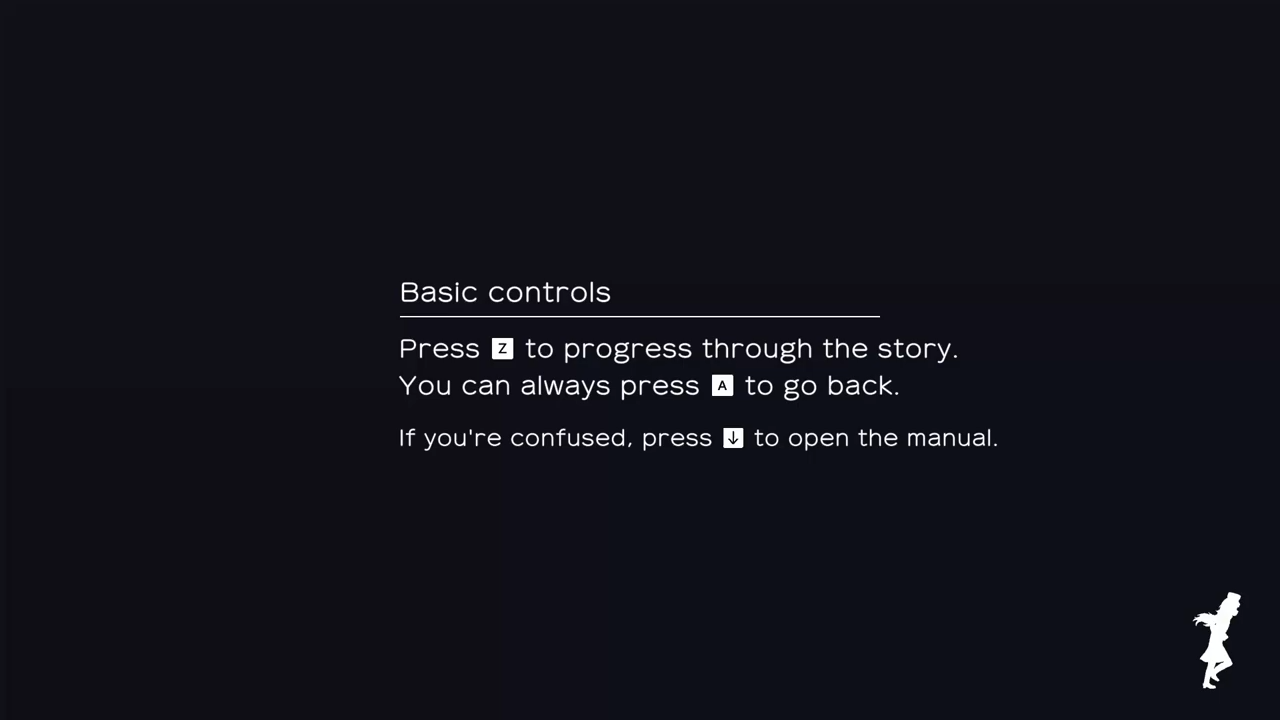 Basic controls
Press Z to progress through the story.
You can always press A to go back.
If you're confused, press ↓ to open the manual.